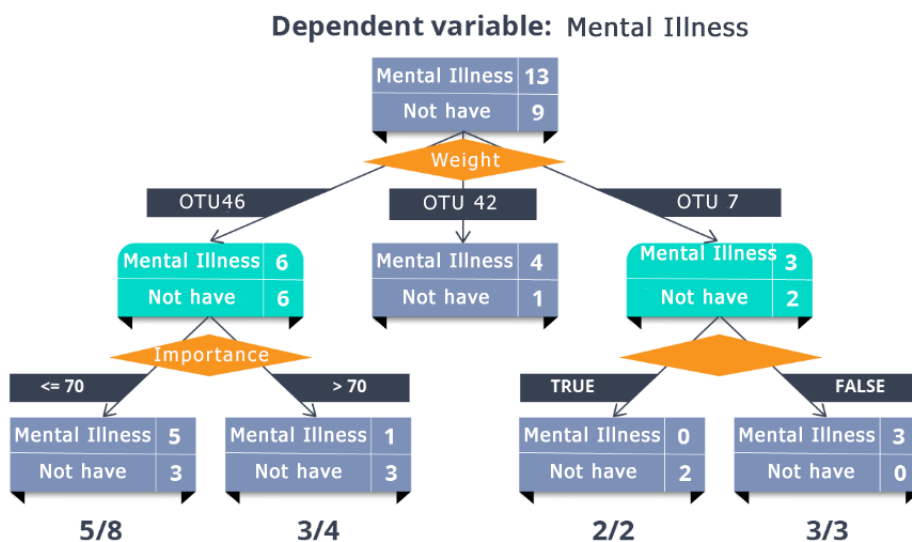 Dependent variable: Mental Illness
Mental Illness 13
Not have 9
Weight
OTU46
OTU 42
OTU 7
Mental Illness 6
Not have 6
Mental Illness 4
Not have 1
Mental Illness 3
Not have 2
Importance
<= 70
> 70
TRUE
FALSE
Mental Illness 5
Not have 3
Mental Illness 1
Not have 3
Mental Illness 0
Not have 2
Mental Illness 3
Not have 0
5/8
3/4
2/2
3/3